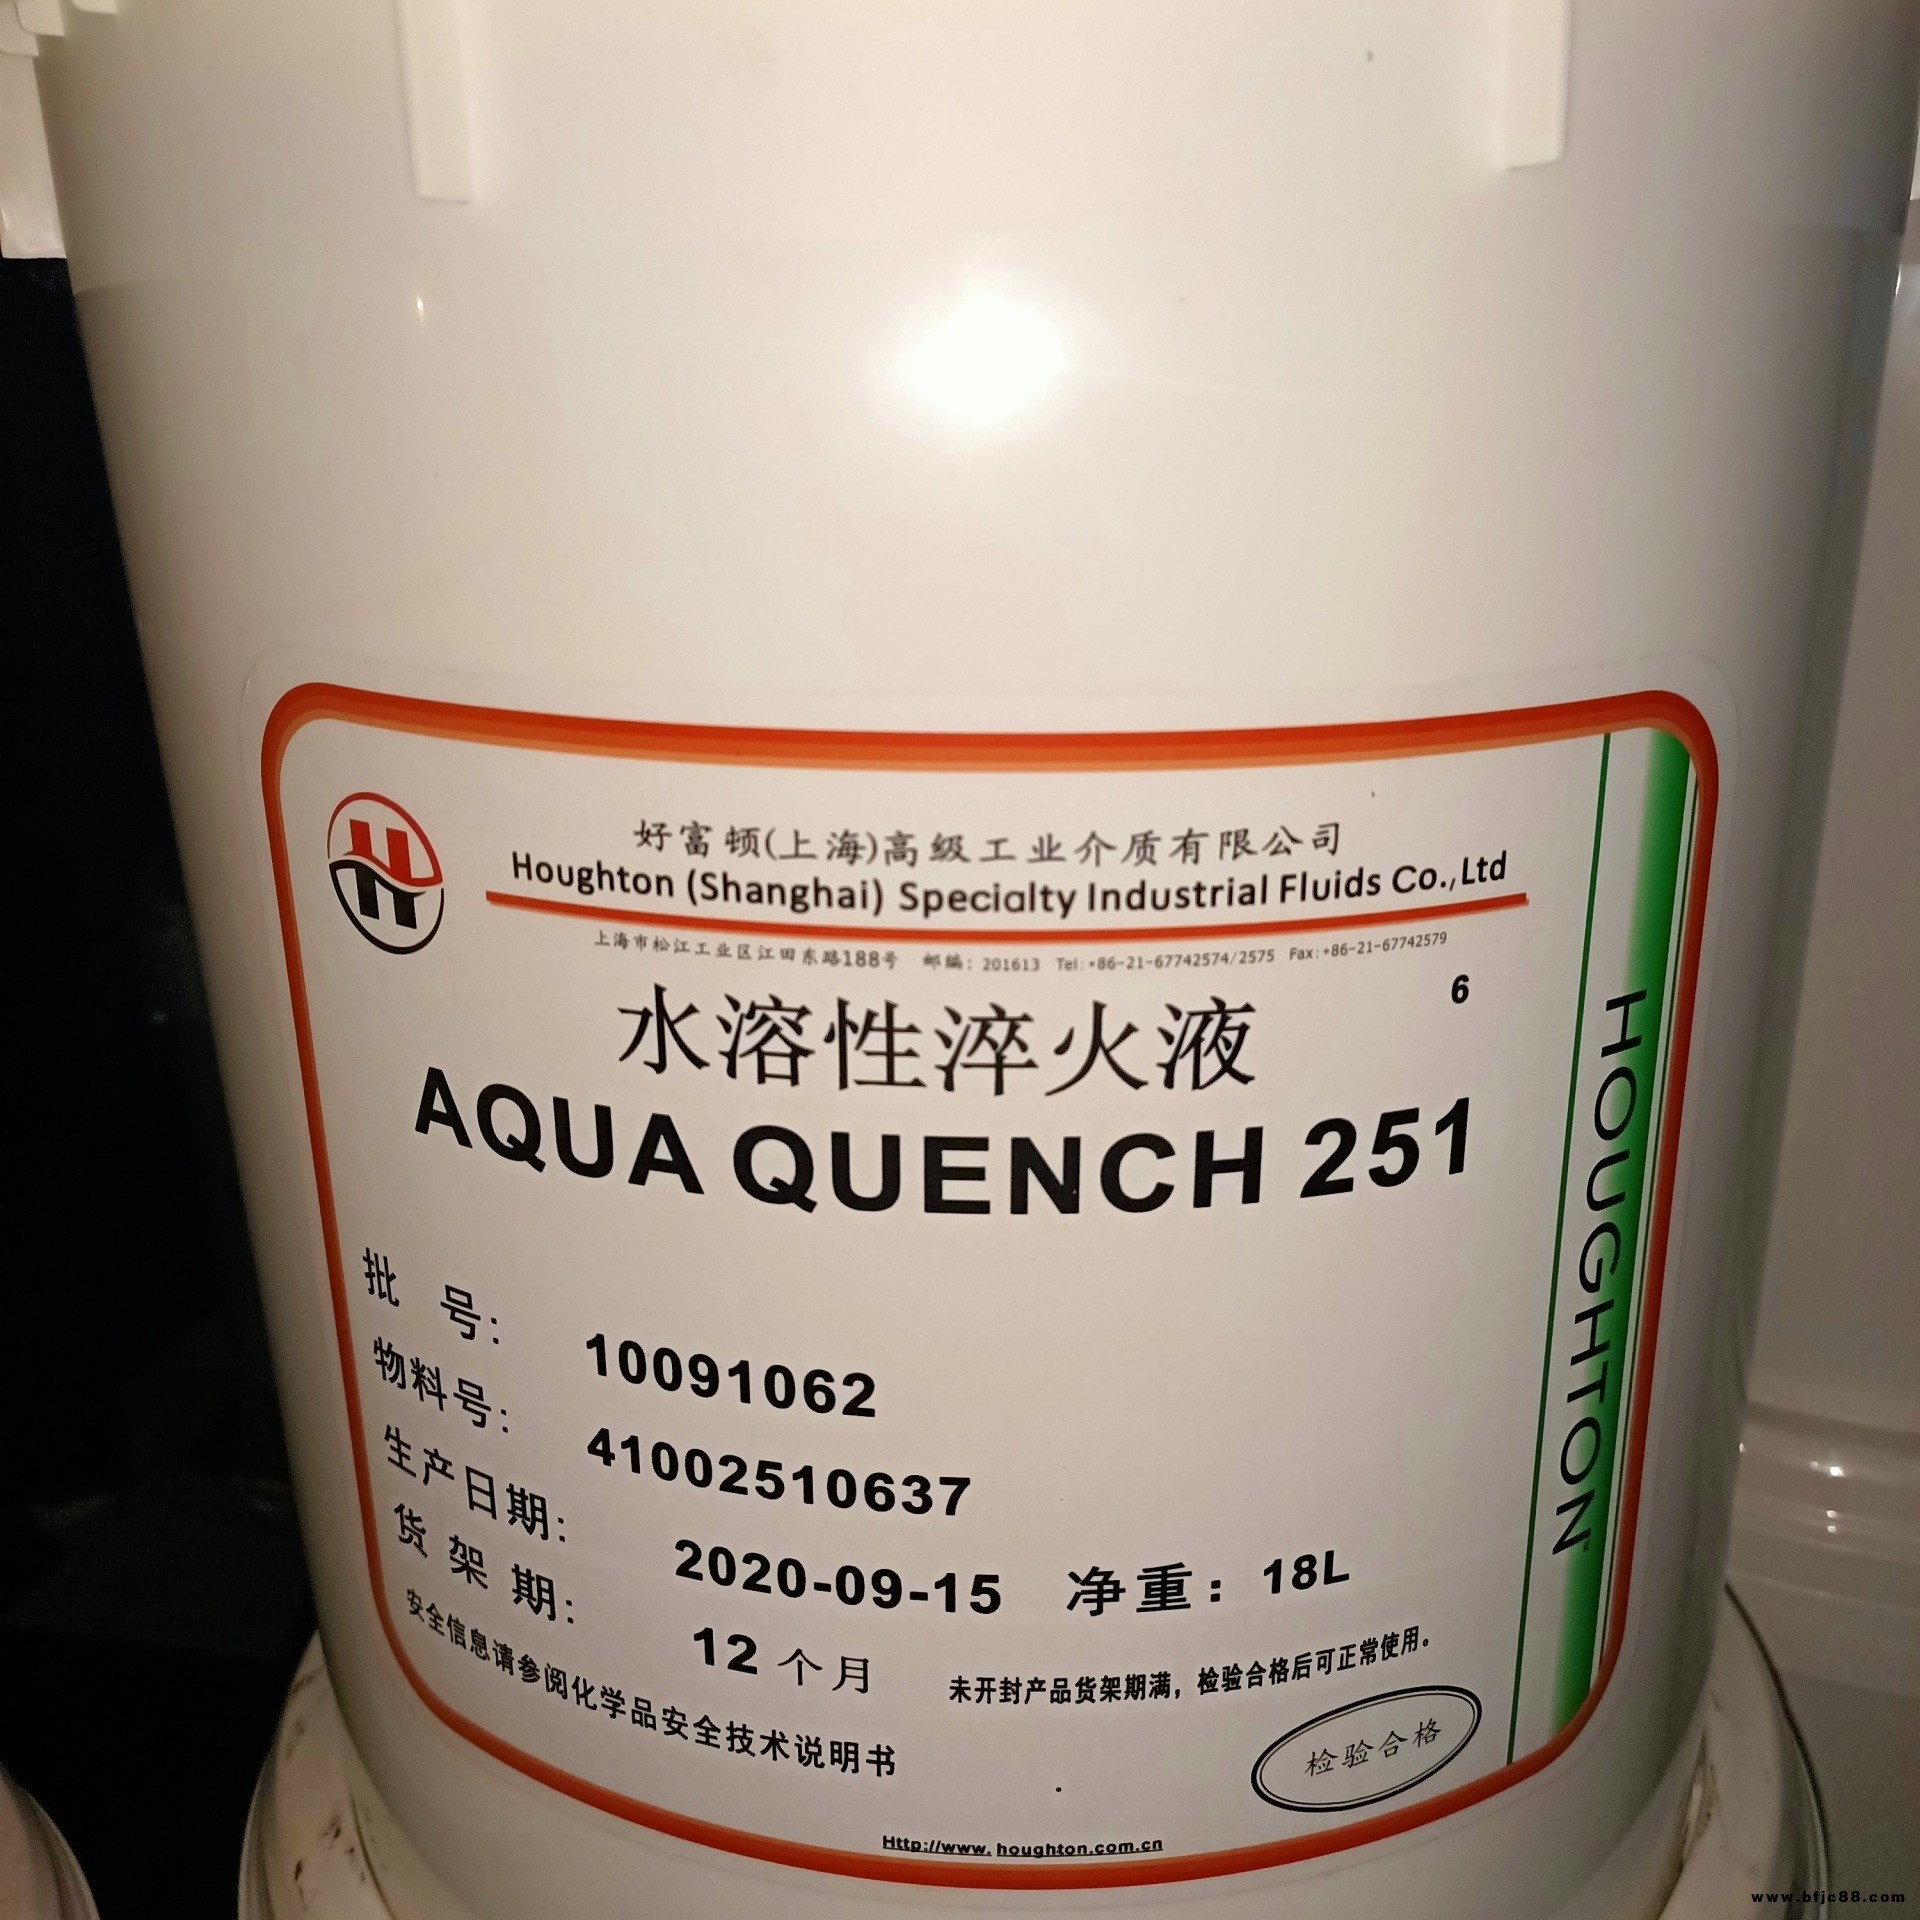 好富顿(上海)高级工业介质有限公司
Houghton (Shanghai) Specialty Industrial Fluids Co.,Ltd
上海市松江工业区江田东路188号 邮编: 201613 Tel:+86-21-67742574/2575 Fax:+86-21-67742579
6
水溶性淬火液
AQUA QUENCH 251
批 号: 10091062
物料号: 41002510637
生产日期: 2020-09-15 净重: 18L
货架期: 12个月
未开封产品货架期满，检验合格后可正常使用。
安全信息请参阅化学品安全技术说明书
检验合格
Http://www. houghton.com.cn
HOUGHTON™
www.bfjc88.com